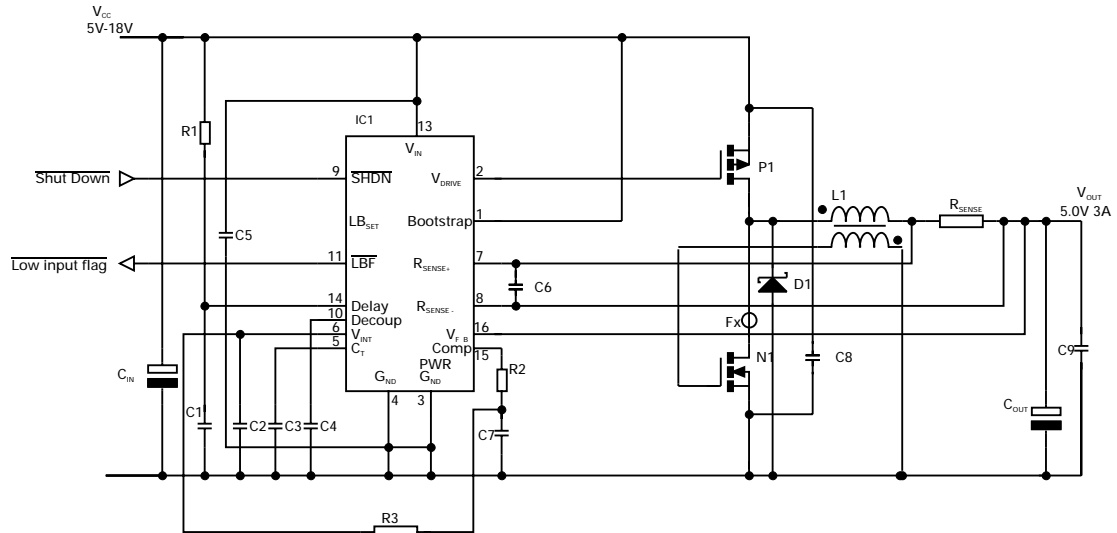 VCC
5V-18V
IC1
13
R1
VIN
P1
Shut Down
9
SHDN
VDRIVE
2
L1
RSENSE
VOUT
5.0V 3A
LBSET
Bootstrap
1
C5
Low input flag
11
LBF
RSENSE+
7
C6
D1
14
Delay
RSENSE-
8
10
Decoup
Fx
6
VINT
VFB
16
5
CT
Comp
15
PWR
R2
N1
C8
C9
CIN
GND
GND
4
3
COUT
C1
C2
C3
C4
C7
R3